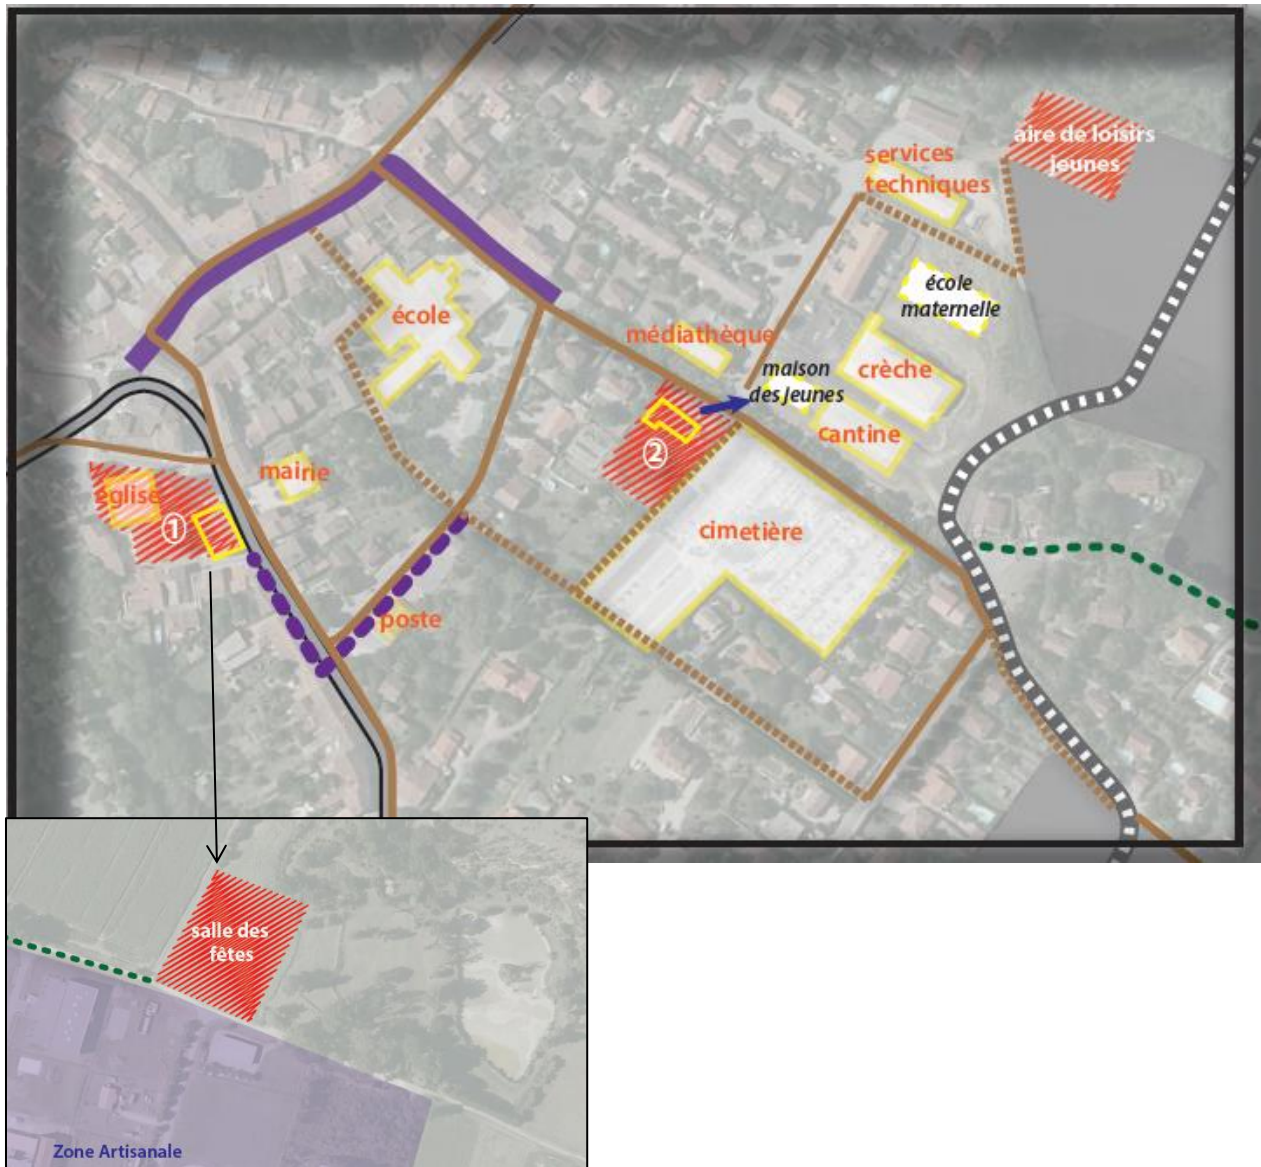 aire de loisirs
jeunes
services
techniques
école
maternelle
école
médiathèque
crèche
maison
des jeunes
cantine
②
mairie
église
①
cimetière
poste
salle des
fêtes
Zone Artisanale